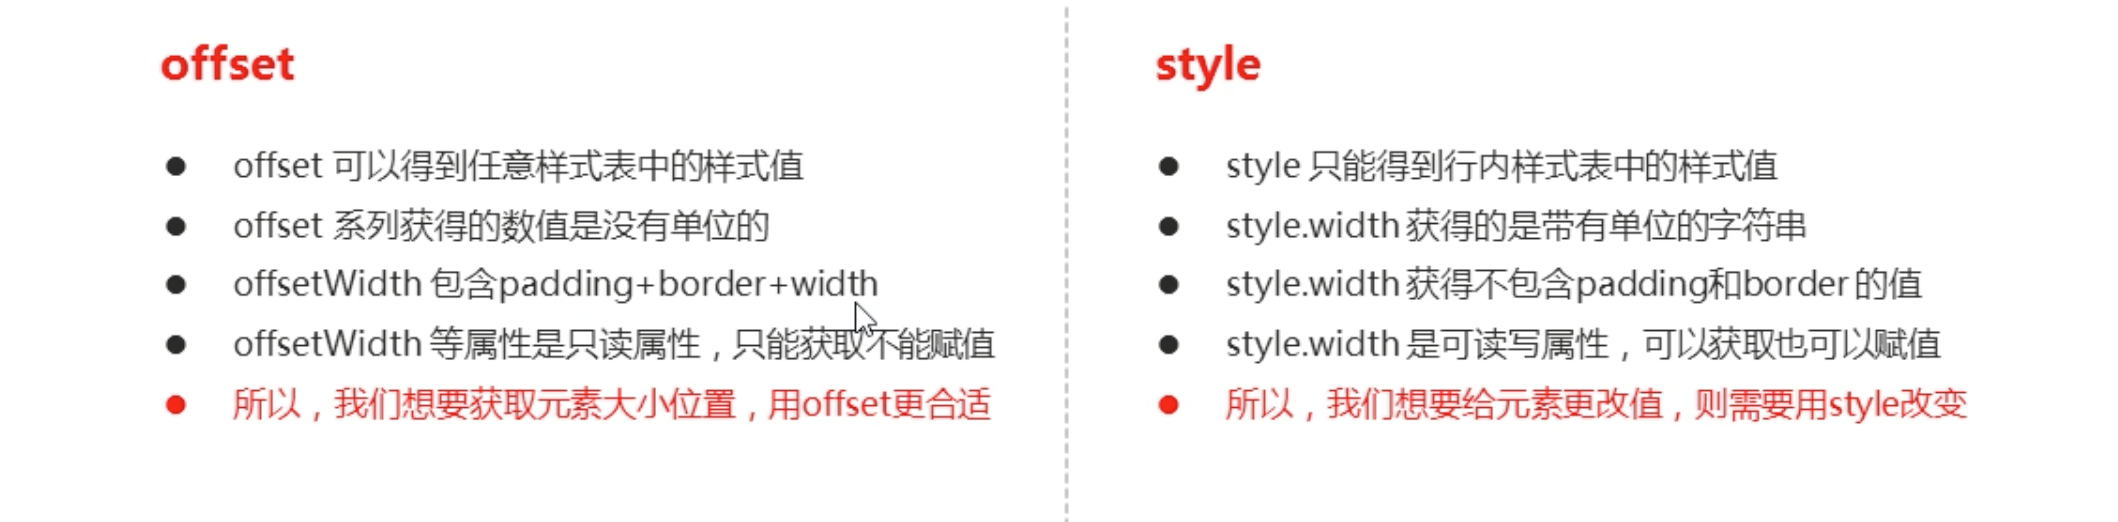 offset
offset 可以得到任意样式表中的样式值
offset 系列获得的数值是没有单位的
offsetWidth 包含padding+border+width
offsetWidth 等属性是只读属性，只能获取不能赋值
所以，我们想要获取元素大小位置，用offset更合适
style
style 只能得到行内样式表中的样式值
style.width 获得的是带有单位的字符串
style.width 获得不包含padding和border 的值
style.width 是可读写属性，可以获取也可以赋值
所以，我们想要给元素更改值，则需要用style改变